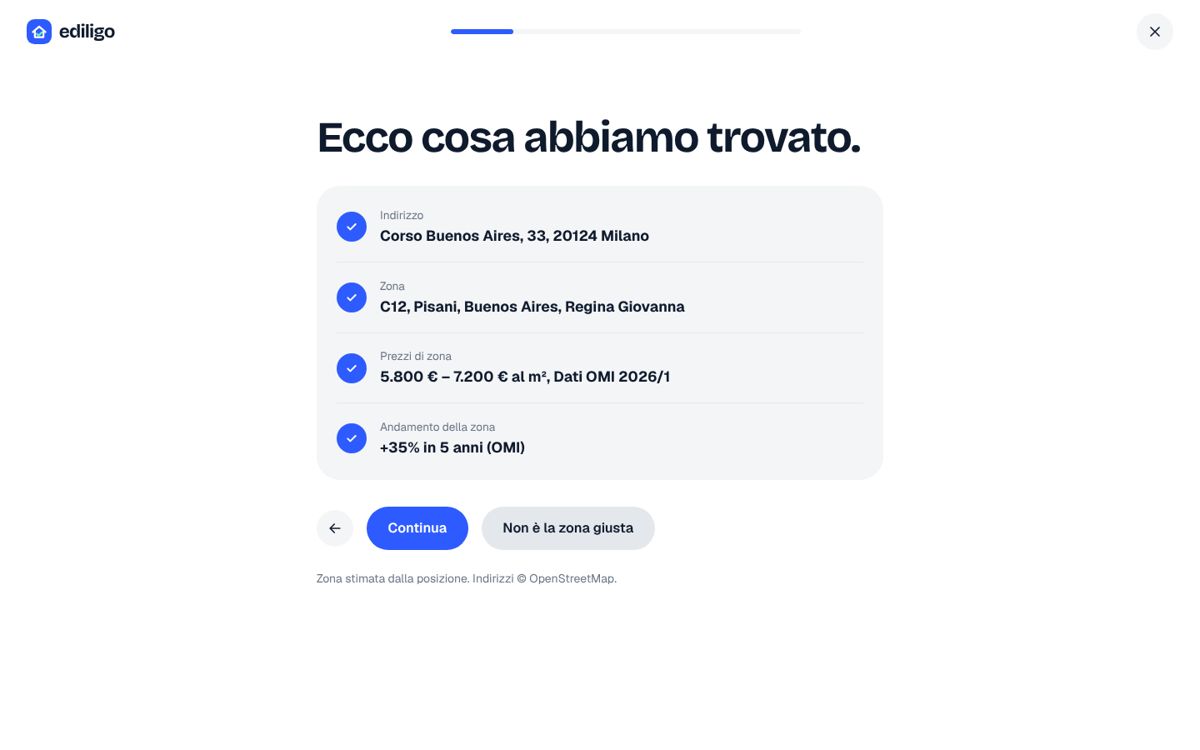 ediligo
Ecco cosa abbiamo trovato.
Indirizzo
Corso Buenos Aires, 33, 20124 Milano
Zona
C12, Pisani, Buenos Aires, Regina Giovanna
Prezzi di zona
5.800 € – 7.200 € al m², Dati OMI 2026/1
Andamento della zona
+35% in 5 anni (OMI)
Continua
Non è la zona giusta
Zona stimata dalla posizione. Indirizzi © OpenStreetMap.